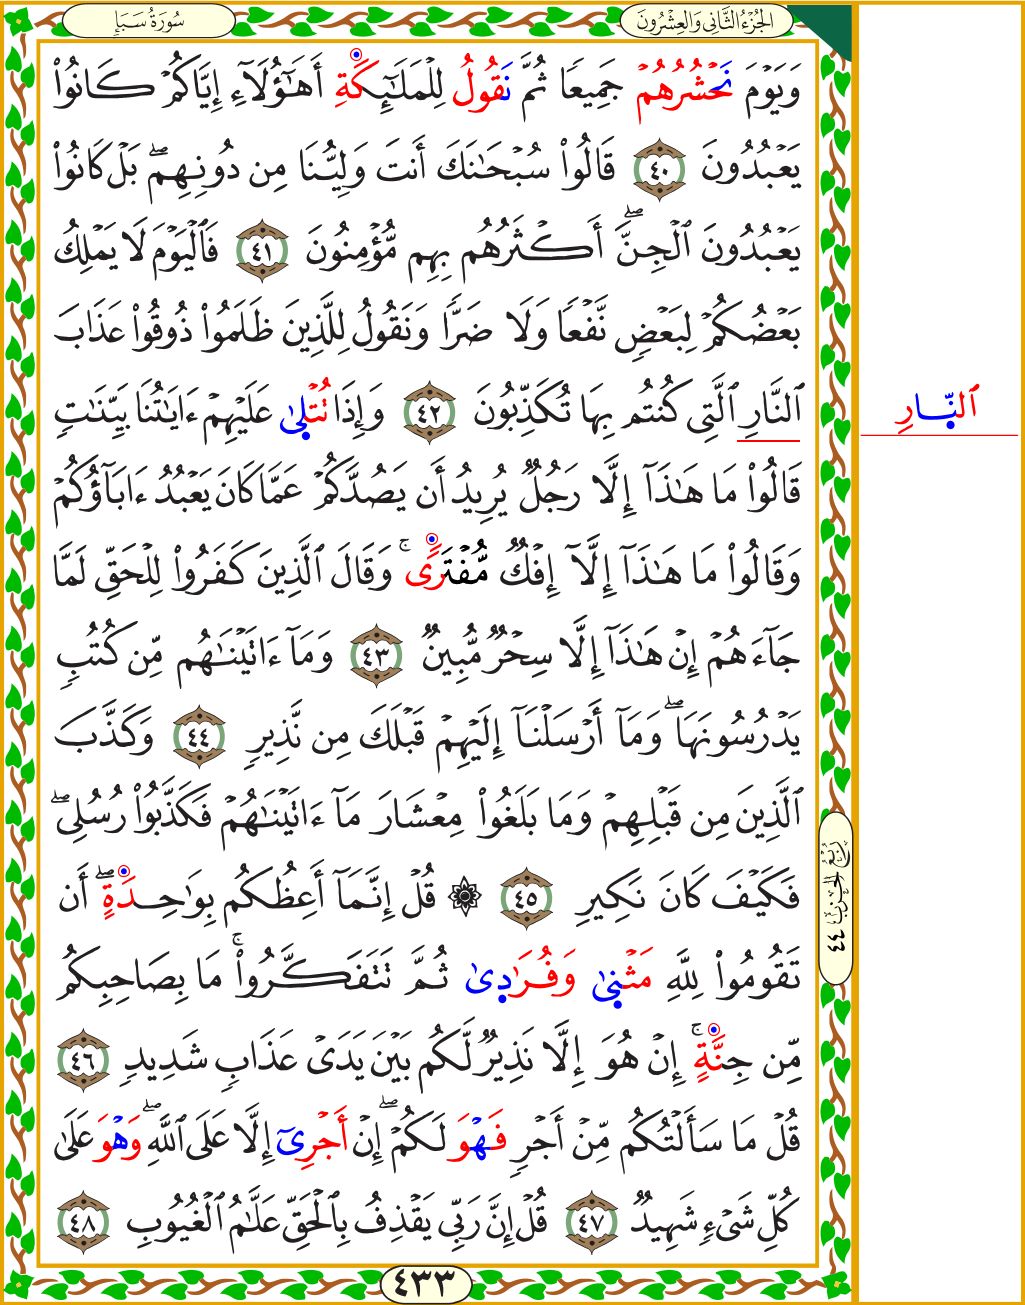 الجُزْءُ الثَّانِي وَالعِشْرُونَ
سُورَةُ سَبَإٍ
وَيَوْمَ نَحْشُرُهُمْ جَمِيعًا ثُمَّ نَقُولُ لِلْمَلَـٰٓئِكَةِ أَهَـٰٓؤُلَآءِ إِيَّاكُمْ كَانُوا۟
يَعْبُدُونَ ٤٠ قَالُوا۟ سُبْحَـٰنَكَ أَنتَ وَلِيُّنَا مِن دُونِهِمۖ بَلْ كَانُوا۟
يَعْبُدُونَ ٱلْجِنَّۖ أَكْثَرُهُم بِهِم مُّؤْمِنُونَ ٤١ فَٱلْيَوْمَ لَا يَمْلِكُ
بَعْضُكُمْ لِبَعْضٍ نَّفْعًا وَلَا ضَرًّا وَنَقُولُ لِلَّذِينَ ظَلَمُوا۟ ذُوقُوا۟ عَذَابَ
ٱلنَّارِ ٱلَّتِى كُنتُم بِهَا تُكَذِّبُونَ ٤٢ وَإِذَا تُتْلَىٰ عَلَيْهِمْ ءَايَـٰتُنَا بَيِّنَـٰتٍ
ٱلنَّارِ
قَالُوا۟ مَا هَـٰذَآ إِلَّا رَجُلٌ يُرِيدُ أَن يَصُدَّكُمْ عَمَّا كَانَ يَعْبُدُ ءَابَآؤُكُمْ
وَقَالُوا۟ مَا هَـٰذَآ إِلَّآ إِفْكٌ مُّفْتَرًىۚ وَقَالَ ٱلَّذِينَ كَفَرُوا۟ لِلْحَقِّ لَمَّا
جَآءَهُمْ إِنْ هَـٰذَآ إِلَّا سِحْرٌ مُّبِينٌ ٤٣ وَمَآ ءَاتَيْنَـٰهُم مِّن كُتُبٍ
يَدْرُسُونَهَاۖ وَمَآ أَرْسَلْنَآ إِلَيْهِمْ قَبْلَكَ مِن نَّذِيرٍ ٤٤ وَكَذَّبَ
ٱلَّذِينَ مِن قَبْلِهِمْ وَمَا بَلَغُوا۟ مِعْشَارَ مَآ ءَاتَيْنَـٰهُمْ فَكَذَّبُوا۟ رُسُلِىۖ
فَكَيْفَ كَانَ نَكِيرِ ٤٥ ۞ قُلْ إِنَّمَآ أَعِظُكُم بِوَٰحِدَةٍۖ أَن
تَقُومُوا۟ لِلَّهِ مَثْنَىٰ وَفُرَٰدَىٰ ثُمَّ تَتَفَكَّرُوا۟ۚ مَا بِصَاحِبِكُم
مِّن جِنَّةٍۚ إِنْ هُوَ إِلَّا نَذِيرٌ لَّكُم بَيْنَ يَدَىْ عَذَابٍ شَدِيدٍ ٤٦
قُلْ مَا سَأَلْتُكُم مِّنْ أَجْرٍ فَهْوَ لَكُمْۖ إِنْ أَجْرِىَ إِلَّا عَلَى ٱللَّهِۖ وَهْوَ عَلَىٰ
كُلِّ شَىْءٍ شَهِيدٌ ٤٧ قُلْ إِنَّ رَبِّى يَقْذِفُ بِٱلْحَقِّ عَلَّـٰمُ ٱلْغُيُوبِ ٤٨
رُبْعُ الحِزْبِ ٤٤
٤٣٣